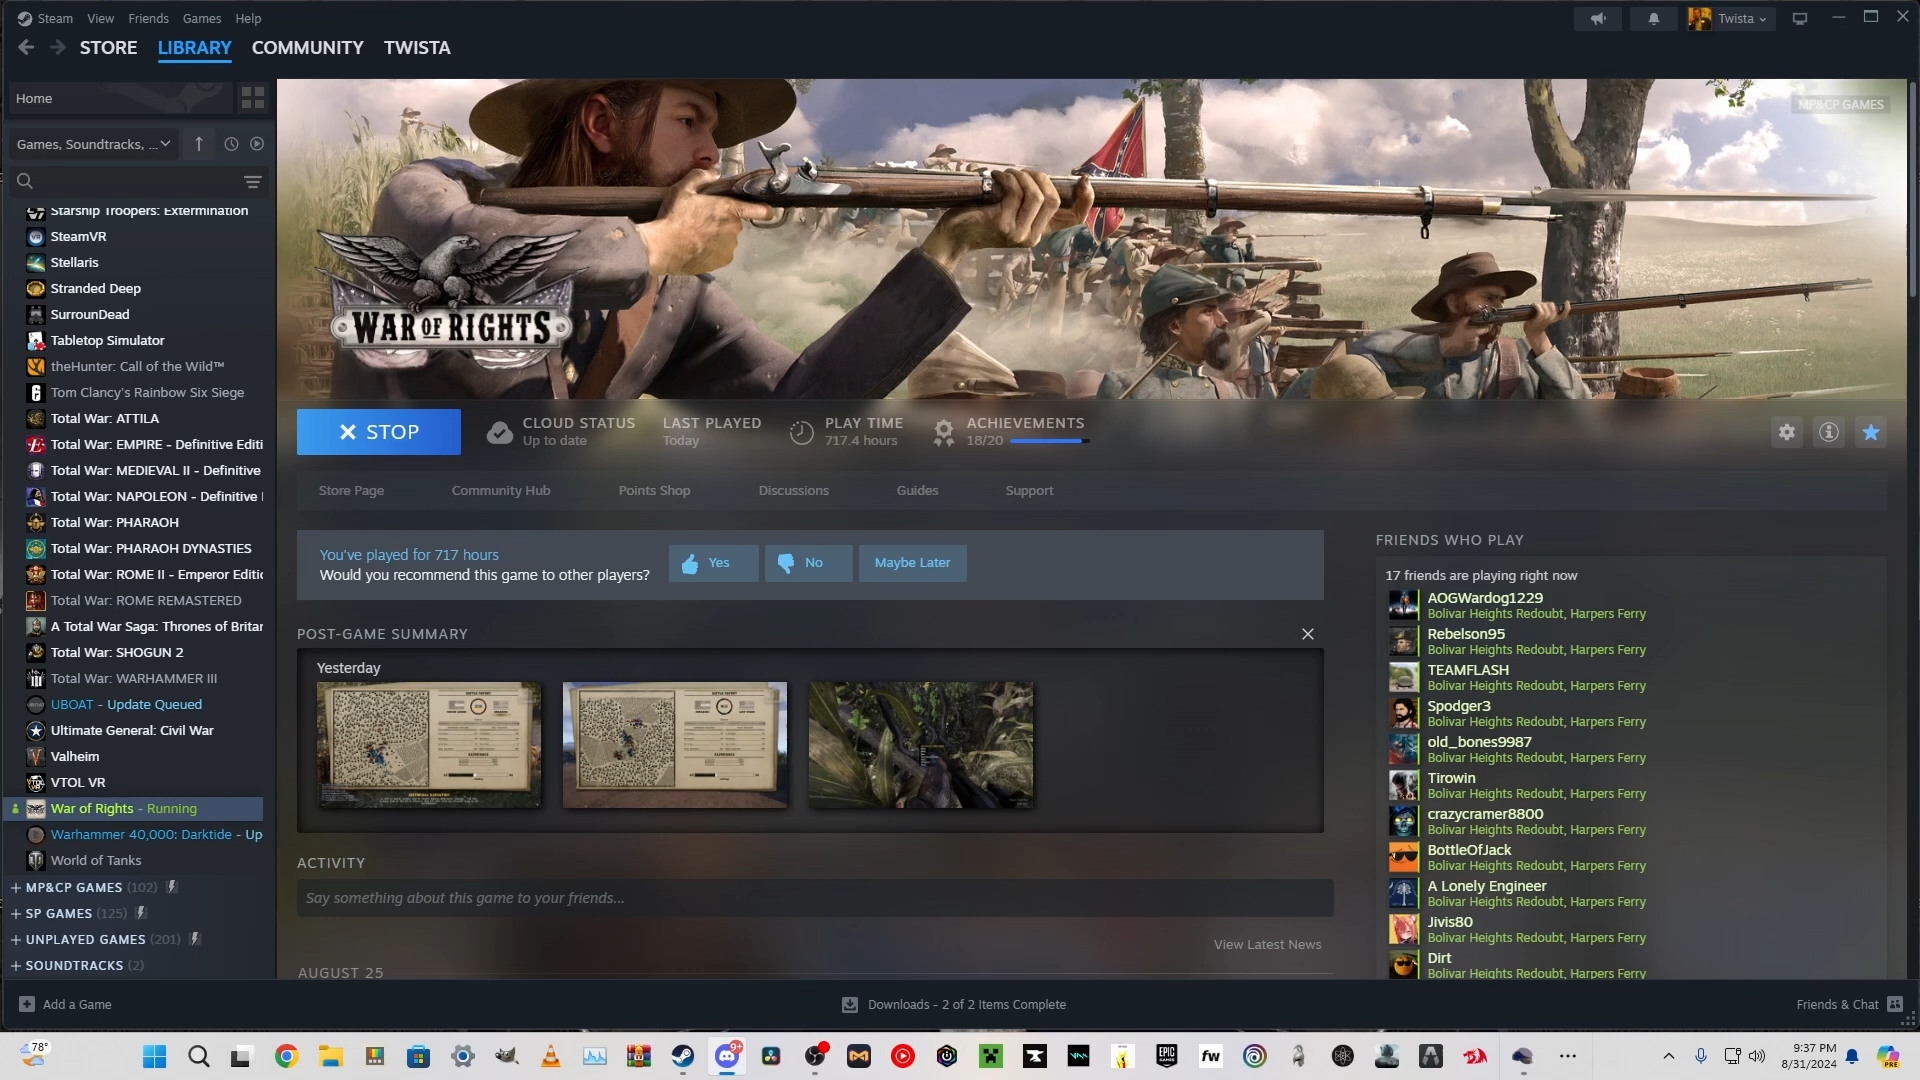 Steam View Friends Games Help
Twista
STORE LIBRARY COMMUNITY TWISTA
Home
Games, Soundtracks, ...
Starship Troopers: Extermination
SteamVR
Stellaris
Stranded Deep
SurrounDead
Tabletop Simulator
theHunter: Call of the Wild™
Tom Clancy's Rainbow Six Siege
Total War: ATTILA
Total War: EMPIRE - Definitive Editi
Total War: MEDIEVAL II - Definitive
Total War: NAPOLEON - Definitive
Total War: PHARAOH
Total War: PHARAOH DYNASTIES
Total War: ROME II - Emperor Editic
Total War: ROME REMASTERED
A Total War Saga: Thrones of Britar
Total War: SHOGUN 2
Total War: WARHAMMER III
UBOAT - Update Queued
Ultimate General: Civil War
Valheim
VTOL VR
War of Rights - Running
Warhammer 40,000: Darktide - Up
World of Tanks
+ MP&CP GAMES (102)
+ SP GAMES (125)
+ UNPLAYED GAMES (201)
+ SOUNDTRACKS (2)
Add a Game
MP&CP GAMES
WAR OF RIGHTS
STOP
CLOUD STATUS
Up to date
LAST PLAYED
Today
PLAY TIME
717.4 hours
ACHIEVEMENTS
18/20
Store Page Community Hub Points Shop Discussions Guides Support
You've played for 717 hours
Would you recommend this game to other players?
Yes No Maybe Later
POST-GAME SUMMARY
Yesterday
ACTIVITY
Say something about this game to your friends...
View Latest News
AUGUST 25
FRIENDS WHO PLAY
17 friends are playing right now
AOGWardog1229
Bolivar Heights Redoubt, Harpers Ferry
Rebelson95
Bolivar Heights Redoubt, Harpers Ferry
TEAMFLASH
Bolivar Heights Redoubt, Harpers Ferry
Spodger3
Bolivar Heights Redoubt, Harpers Ferry
old_bones9987
Bolivar Heights Redoubt, Harpers Ferry
Tirowin
Bolivar Heights Redoubt, Harpers Ferry
crazycramer8800
Bolivar Heights Redoubt, Harpers Ferry
BottleOfJack
Bolivar Heights Redoubt, Harpers Ferry
A Lonely Engineer
Bolivar Heights Redoubt, Harpers Ferry
Jivis80
Bolivar Heights Redoubt, Harpers Ferry
Dirt
Bolivar Heights Redoubt, Harpers Ferry
Downloads - 2 of 2 Items Complete
Friends & Chat
78°
9+
EPIC
GAMES
fw
9:37 PM
8/31/2024
PRE